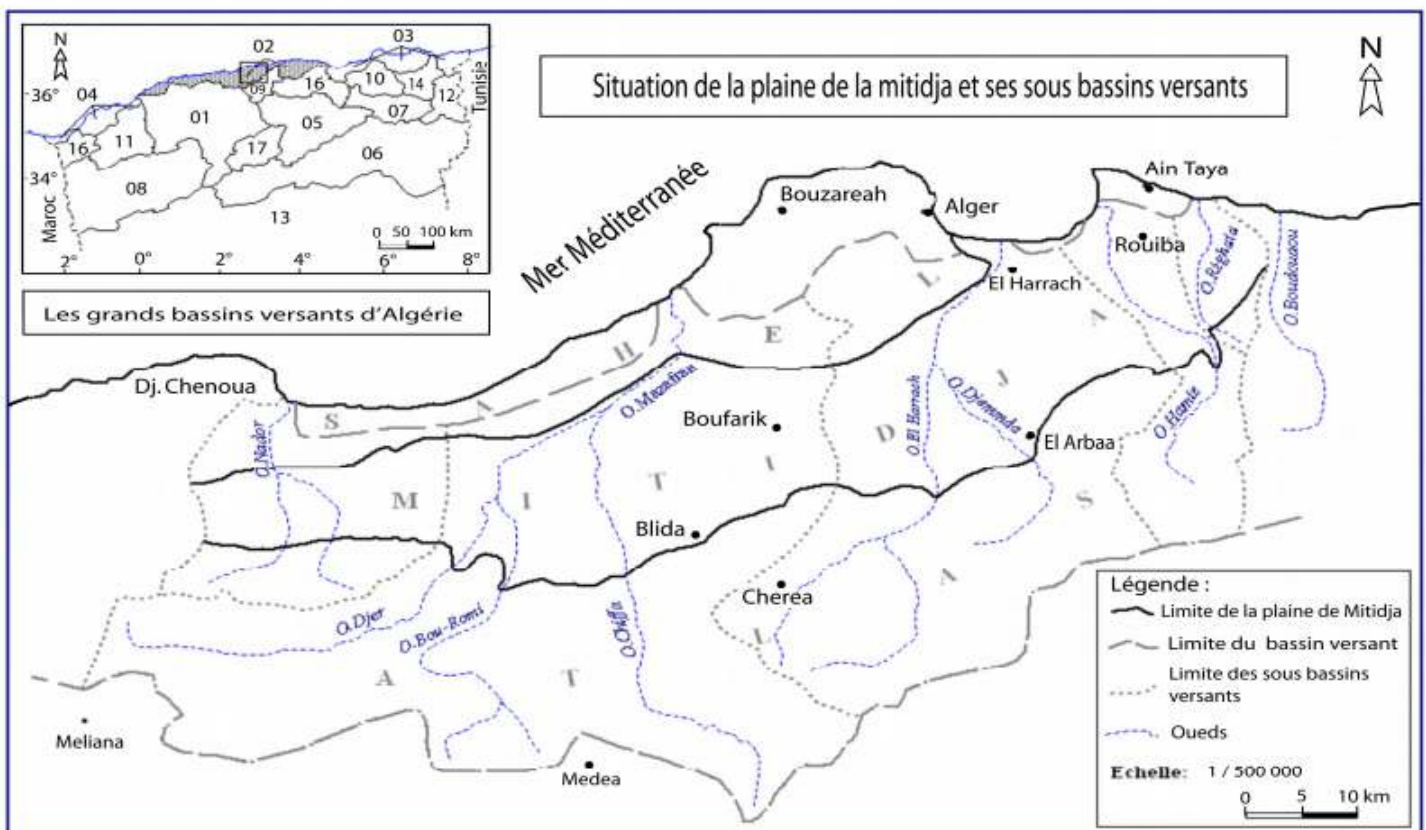 N
02
03
04
36°
16
10
14
09
12
01
07
05
11
16
17
06
34°
08
13
Tunisie
Maroc
0 50 100 km
2° 0° 2° 4° 6° 8°
Les grands bassins versants d'Algérie
Situation de la plaine de la mitidja et ses sous bassins versants
N
Mer Méditerranée
Ain Taya
Bouzareah
Alger
Rouiba
O.Réghaia
O.Boudouaou
El Harrach
Dj. Chenoua
S A H E L
O.Mazafran
O.Nador
Boufarik
O.El Harrach
O.Djemmda
El Arbaa
O.Hamiz
M I T I D J A
Blida
Cherea
O.Djer
O.Bou-Romi
O.Chiffa
A T L A S
Meliana
Medea
Légende :
Limite de la plaine de Mitidja
Limite du bassin versant
Limite des sous bassins
versants
Oueds
Echelle: 1 / 500 000
0 5 10 km